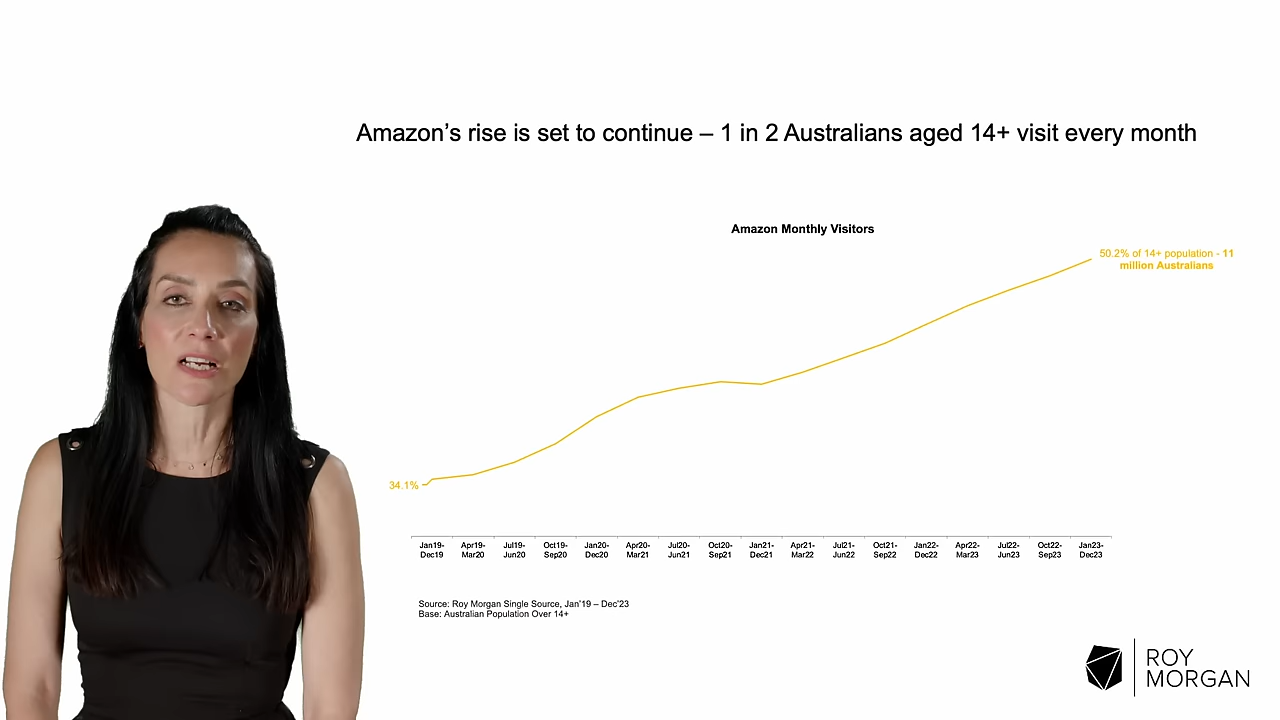 Amazon’s rise is set to continue – 1 in 2 Australians aged 14+ visit every month
Amazon Monthly Visitors
50.2% of 14+ population - 11
million Australians
34.1%
Jan19- Apr19- Jul19- Oct19- Jan20- Apr20- Jul20- Oct20- Jan21- Apr21- Jul21- Oct21- Jan22- Apr22- Jul22- Oct22- Jan23-
Dec19 Mar20 Jun20 Sep20 Dec20 Mar21 Jun21 Sep21 Dec21 Mar22 Jun22 Sep22 Dec22 Mar23 Jun23 Sep23 Dec23
Source: Roy Morgan Single Source, Jan’19 – Dec’23
Base: Australian Population Over 14+
ROY
MORGAN